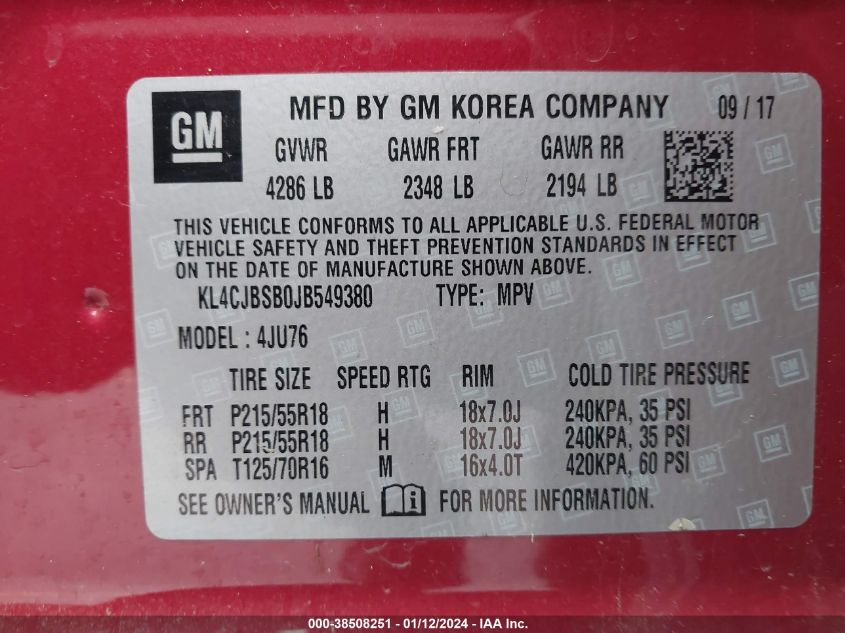 GM MFD BY GM KOREA COMPANY 09 / 17
GVWR GAWR FRT GAWR RR
4286 LB 2348 LB 2194 LB
THIS VEHICLE CONFORMS TO ALL APPLICABLE U.S. FEDERAL MOTOR
VEHICLE SAFETY AND THEFT PREVENTION STANDARDS IN EFFECT
ON THE DATE OF MANUFACTURE SHOWN ABOVE.
KL4CJBSB0JB549380 TYPE: MPV
MODEL : 4JU76
TIRE SIZE SPEED RTG RIM COLD TIRE PRESSURE
FRT P215/55R18 H 18x7.0J 240KPA, 35 PSI
RR P215/55R18 H 18x7.0J 240KPA, 35 PSI
SPA T125/70R16 M 16x4.0T 420KPA, 60 PSI
SEE OWNER'S MANUAL i FOR MORE INFORMATION.
000-38508251 - 01/12/2024 - IAA Inc.